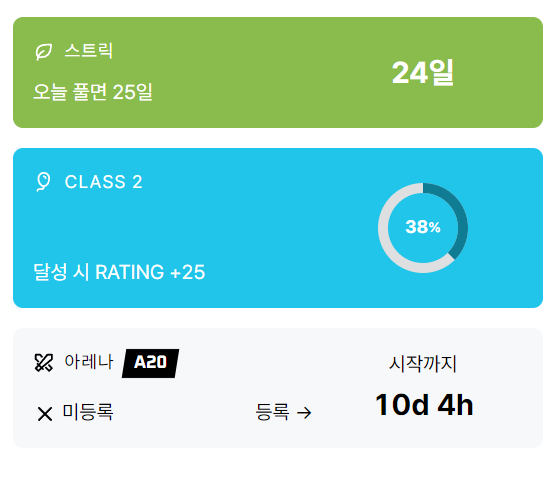 스트릭
오늘 풀면 25일
24일
CLASS 2
38%
달성 시 RATING +25
아레나 A20
미등록
등록 →
시작까지
10d 4h